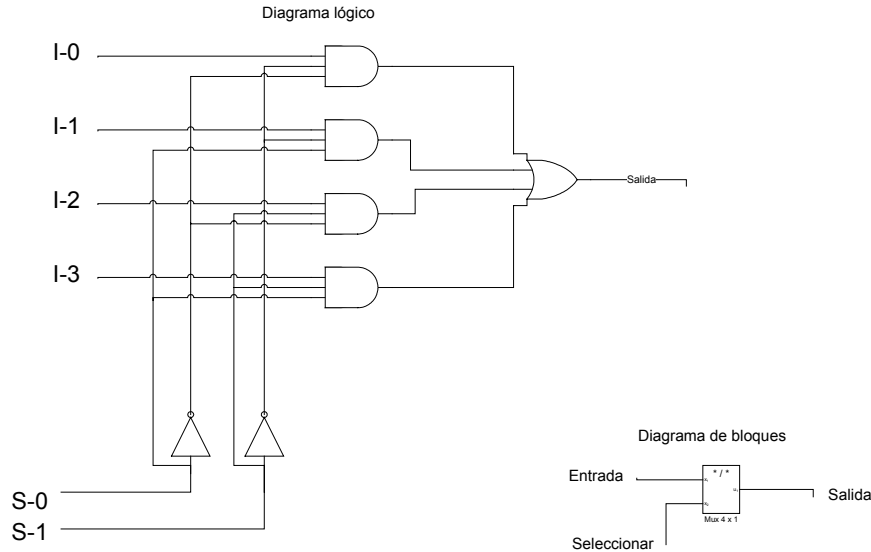 Diagrama lógico
I-0
I-1
I-2
I-3
Salida
S-0
S-1
Diagrama de bloques
Entrada
* / *
Salida
Mux 4 x 1
Seleccionar